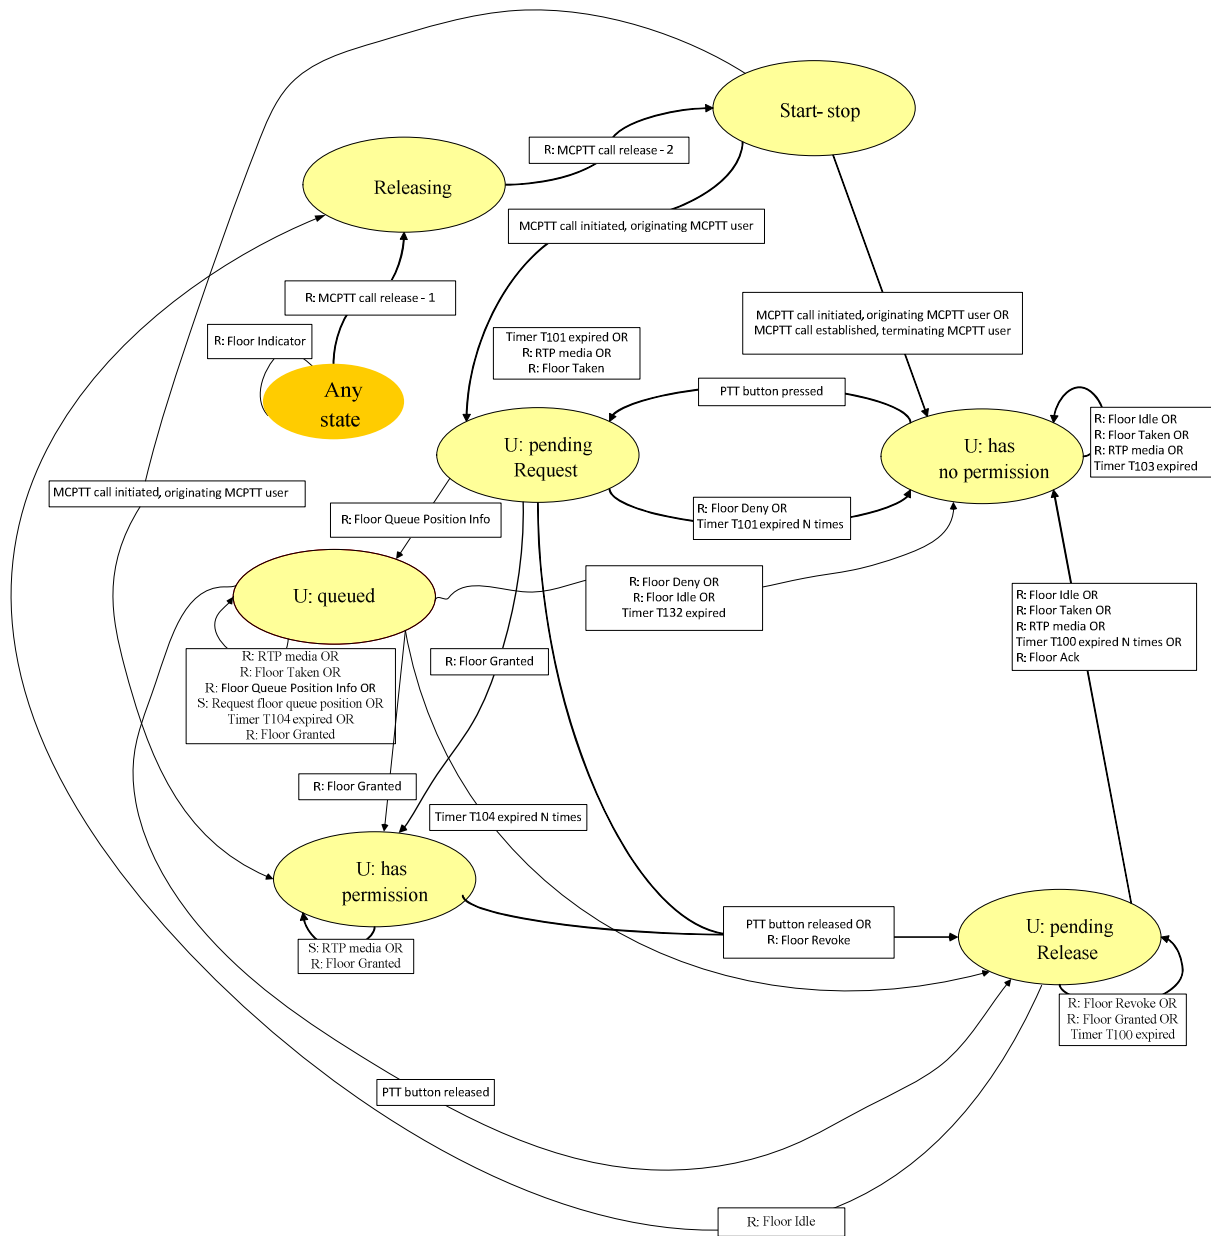 Start- stop
R: MCPTT call release - 2
Releasing
MCPTT call initiated, originating MCPTT user
R: MCPTT call release - 1
MCPTT call initiated, originating MCPTT user OR
MCPTT call established, terminating MCPTT user
R: Floor Indicator
Timer T101 expired OR
R: RTP media OR
R: Floor Taken
Any
state
PTT button pressed
U: pending
Request
U: has
no permission
R: Floor Idle OR
R: Floor Taken OR
R: RTP media OR
Timer T103 expired
MCPTT call initiated, originating MCPTT user
R: Floor Queue Position Info
R: Floor Deny OR
Timer T101 expired N times
U: queued
R: Floor Deny OR
R: Floor Idle OR
Timer T132 expired
R: Floor Idle OR
R: Floor Taken OR
R: RTP media OR
Timer T100 expired N times OR
R: Floor Ack
R: RTP media OR
R: Floor Taken OR
R: Floor Queue Position Info OR
S: Request floor queue position OR
Timer T104 expired OR
R: Floor Granted
R: Floor Granted
R: Floor Granted
Timer T104 expired N times
U: has
permission
PTT button released OR
R: Floor Revoke
U: pending
Release
S: RTP media OR
R: Floor Granted
R: Floor Revoke OR
R: Floor Granted OR
Timer T100 expired
PTT button released
R: Floor Idle